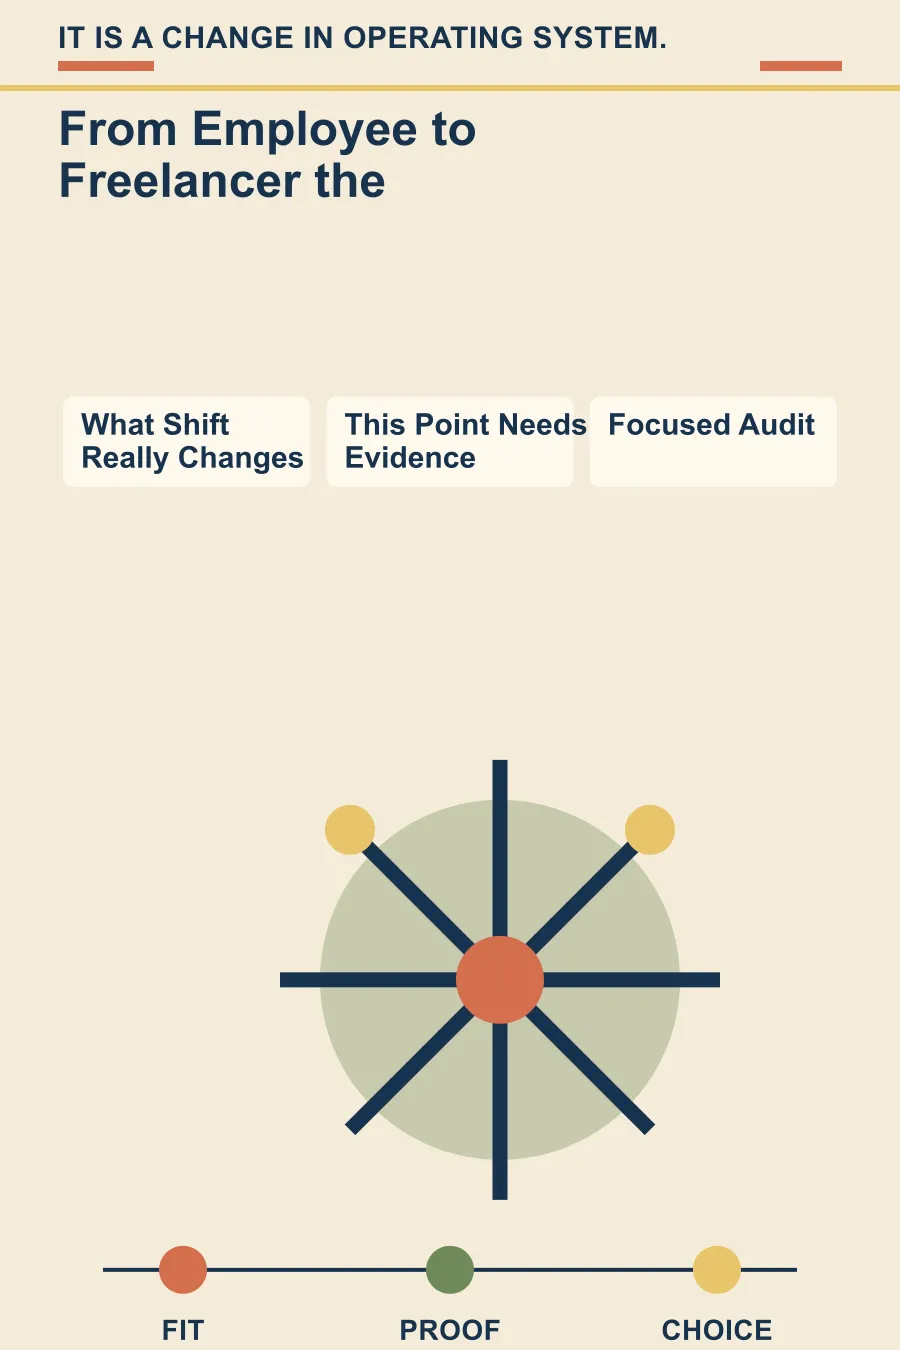 IT IS A CHANGE IN OPERATING SYSTEM.
From Employee to
Freelancer the
What Shift
Really Changes
This Point Needs
Evidence
Focused Audit
FIT
PROOF
CHOICE